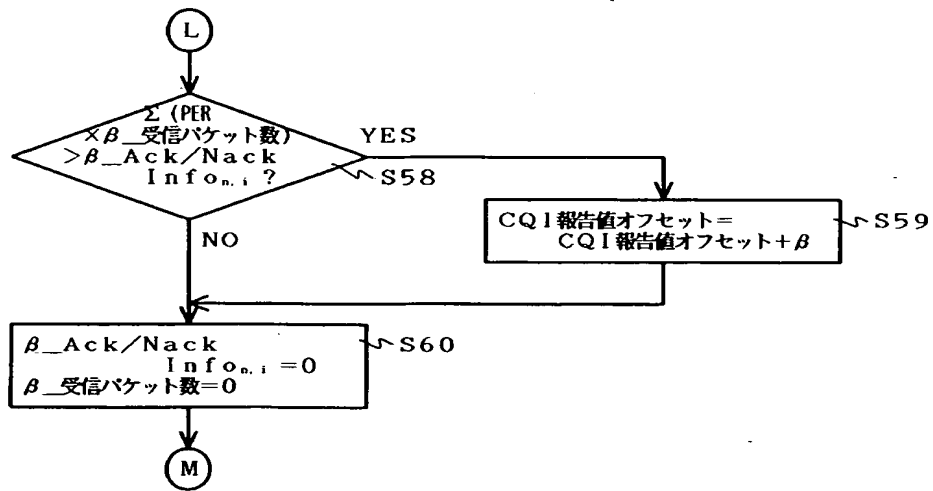 L
Σ(PER
×β_受信パケット数)
>β_Ack/Nack
Info n,i ?
YES
S58
CQI報告値オフセット=
CQI報告値オフセット+β
S59
NO
β_Ack/Nack
Info n,i =0
β_受信パケット数=0
S60
M